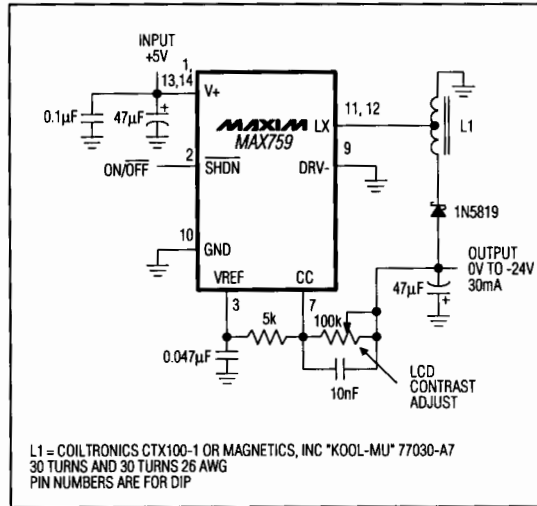 INPUT
+5V
1,
13,14
V+
0.1µF
47µF
+
MAXIM
MAX759
LX
11, 12
L1
9
DRV-
2
ON/OFF
SHDN
1N5819
10
GND
OUTPUT
0V TO -24V
30mA
VREF
CC
47µF
+
3
7
5k
100k
0.047µF
10nF
LCD
CONTRAST
ADJUST
L1 = COILTRONICS CTX100-1 OR MAGNETICS, INC "KOOL-MU" 77030-A7
30 TURNS AND 30 TURNS 26 AWG
PIN NUMBERS ARE FOR DIP